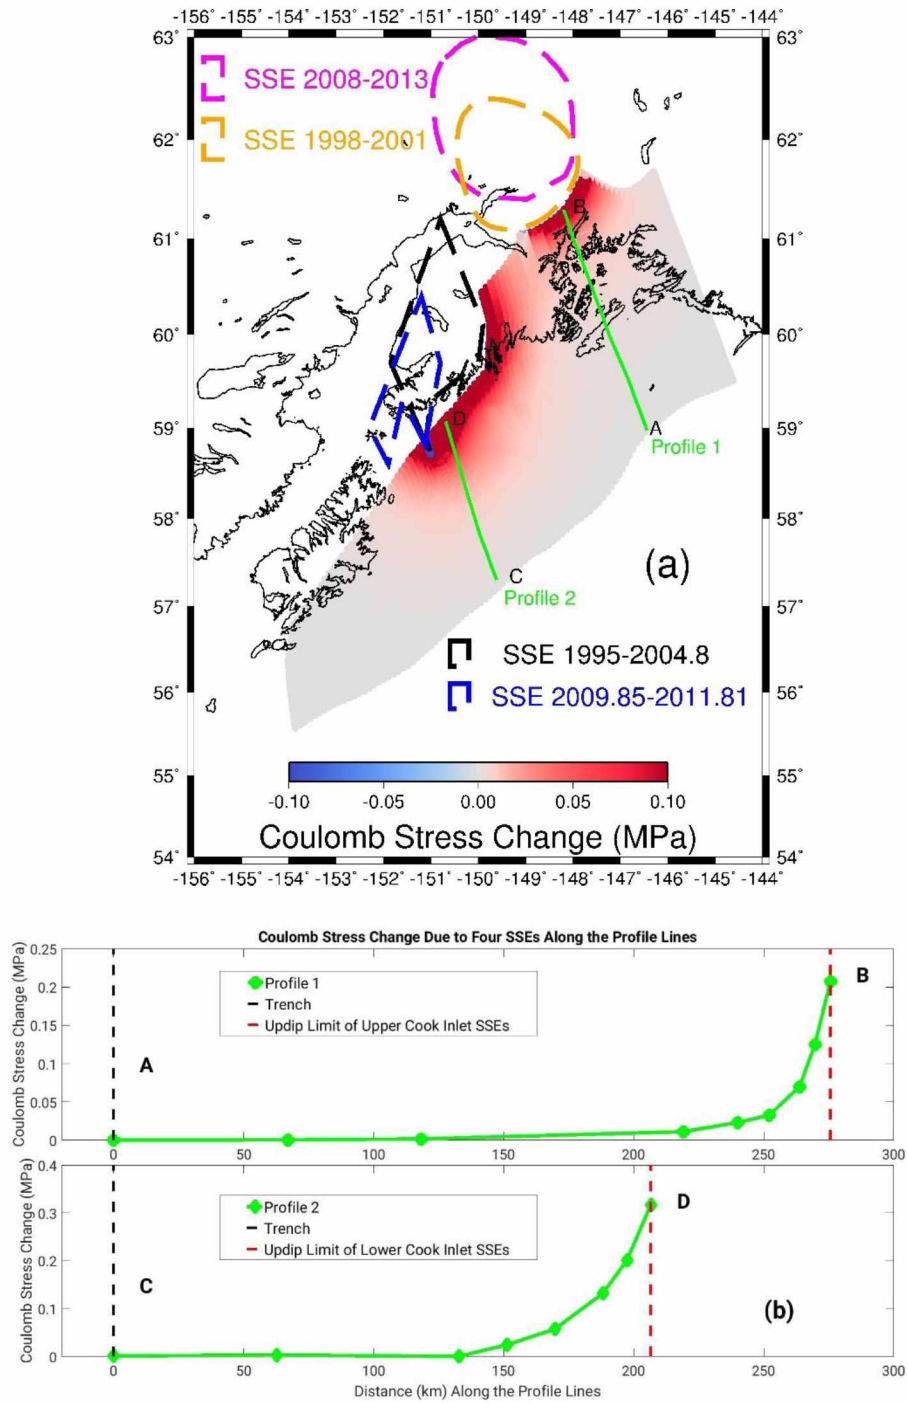 -156˚ -155˚ -154˚ -153˚ -152˚ -151˚ -150˚ -149˚ -148˚ -147˚ -146˚ -145˚ -144˚
63˚ 63˚
SSE 2008-2013
62˚ 62˚
SSE 1998-2001
B
61˚ 61˚
60˚ 60˚
D
59˚ 59˚
A
Profile 1
58˚ 58˚
(a)
C
Profile 2
57˚ 57˚
SSE 1995-2004.8
56˚ 56˚
SSE 2009.85-2011.81
55˚ 55˚
-0.10 -0.05 0.00 0.05 0.10
Coulomb Stress Change (MPa)
54˚ 54˚
-156˚ -155˚ -154˚ -153˚ -152˚ -151˚ -150˚ -149˚ -148˚ -147˚ -146˚ -145˚ -144˚
Coulomb Stress Change Due to Four SSEs Along the Profile Lines
Coulomb Stress Change (MPa)
0.25
0.2
0.15
0.1
0.05
0
Profile 1
Trench
Updip Limit of Upper Cook Inlet SSEs
A
B
0 50 100 150 200 250 300
Coulomb Stress Change (MPa)
0.4
0.3
0.2
0.1
0
Profile 2
Trench
Updip Limit of Lower Cook Inlet SSEs
C
D
(b)
0 50 100 150 200 250 300
Distance (km) Along the Profile Lines